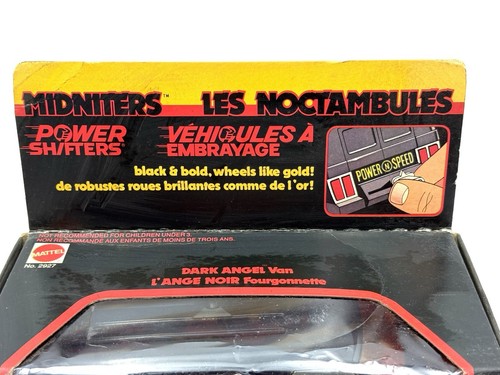 MIDNITERS™ LES NOCTAMBULES
POWER SHIFTERS®
VÉHICULES À EMBRAYAGE
black & bold, wheels like gold!
de robustes roues brillantes comme de l'or!
POWER N SPEED
NOT RECOMMENDED FOR CHILDREN UNDER 3.
NON RECOMMANDÉ AUX ENFANTS DE MOINS DE TROIS ANS.
MATTEL
No. 2927
DARK ANGEL Van
L'ANGE NOIR Fourgonnette